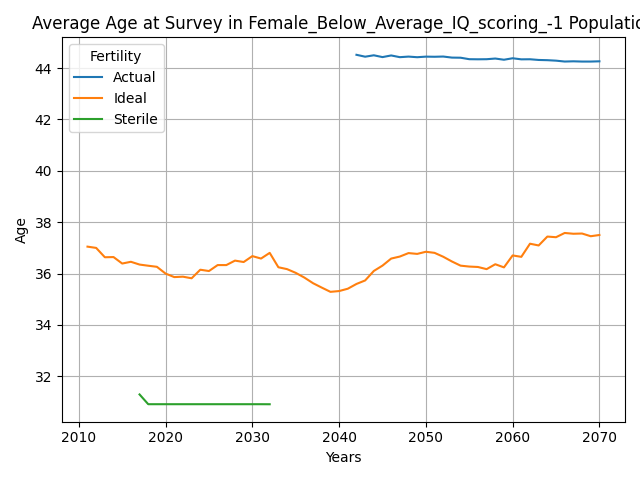 Average Age at Survey in Female_Below_Average_IQ_scoring_-1 Populatio
Fertility
Actual
Ideal
Sterile
44
42
40
38
36
34
32
Age
2010 2020 2030 2040 2050 2060 2070
Years